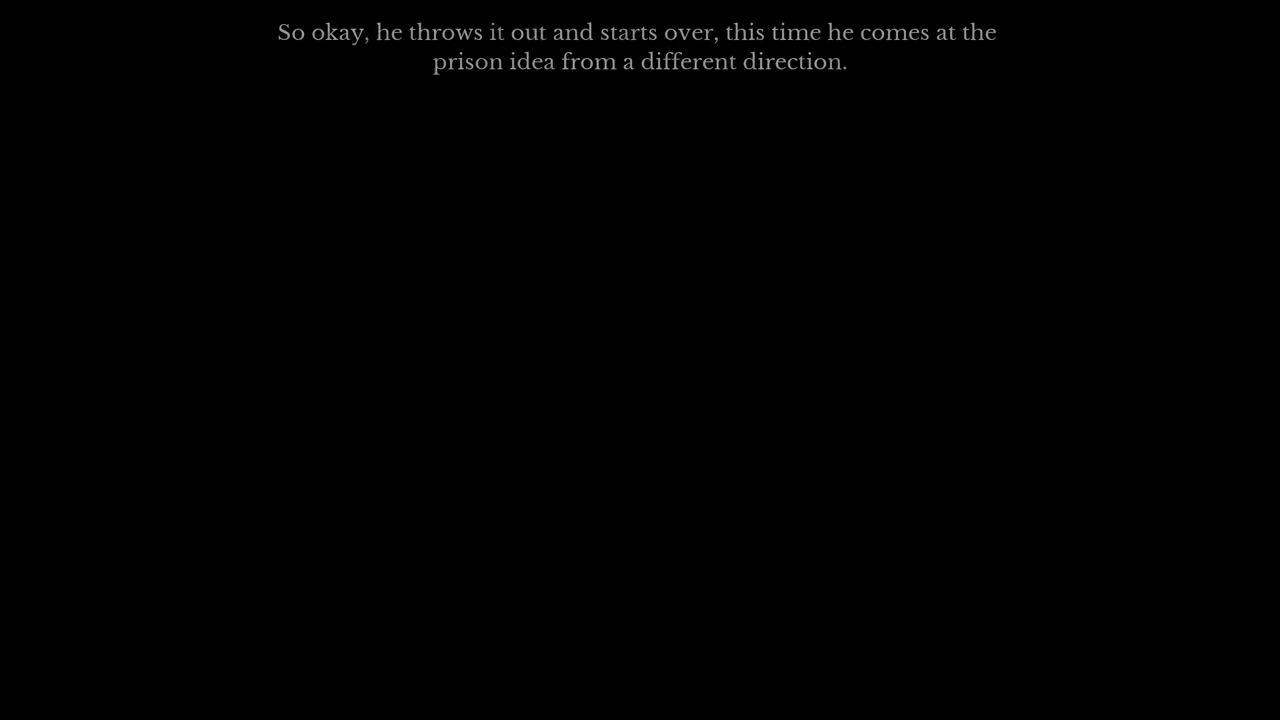 So okay, he throws it out and starts over, this time he comes at the
prison idea from a different direction.